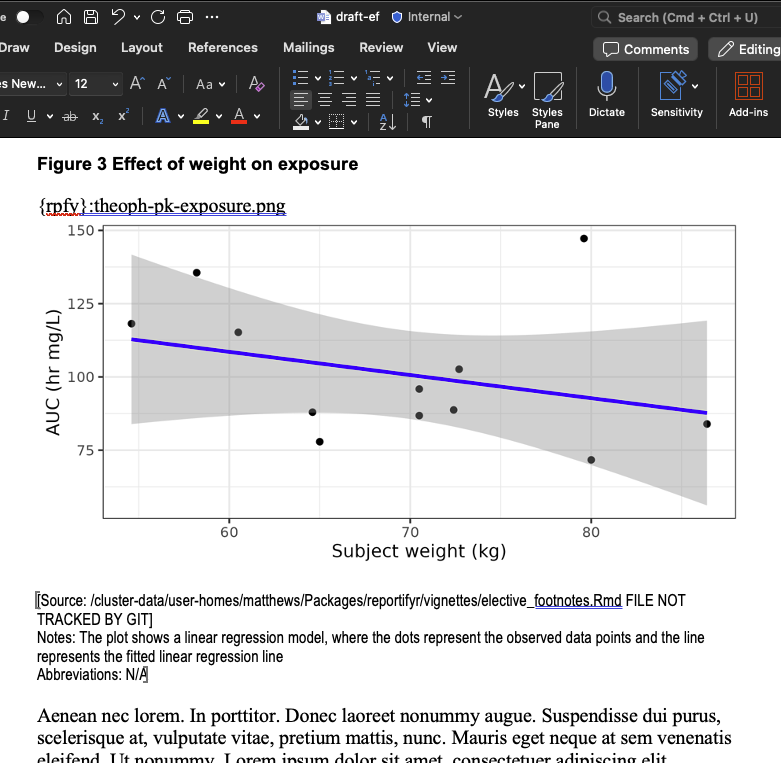 e
draft-ef
Internal
Search (Cmd + Ctrl + U)
Draw Design Layout References Mailings Review View
Comments
Editing
s New...
12
A A Aa A
Styles
Styles
Pane
Dictate
Sensitivity
Add-ins
I U ab x₂ x² A A
A
Z
¶
Figure 3 Effect of weight on exposure
{rpfy}:theoph-pk-exposure.png
150
125
100
75
AUC (hr mg/L)
60 70 80
Subject weight (kg)
[Source: /cluster-data/user-homes/matthews/Packages/reportifyr/vignettes/elective_footnotes.Rmd FILE NOT
TRACKED BY GIT]
Notes: The plot shows a linear regression model, where the dots represent the observed data points and the line
represents the fitted linear regression line
Abbreviations: N/A
Aenean nec lorem. In porttitor. Donec laoreet nonummy augue. Suspendisse dui purus,
scelerisque at, vulputate vitae, pretium mattis, nunc. Mauris eget neque at sem venenatis
eleifend. Ut nonummy. Lorem ipsum dolor sit amet, consectetuer adipiscing elit.